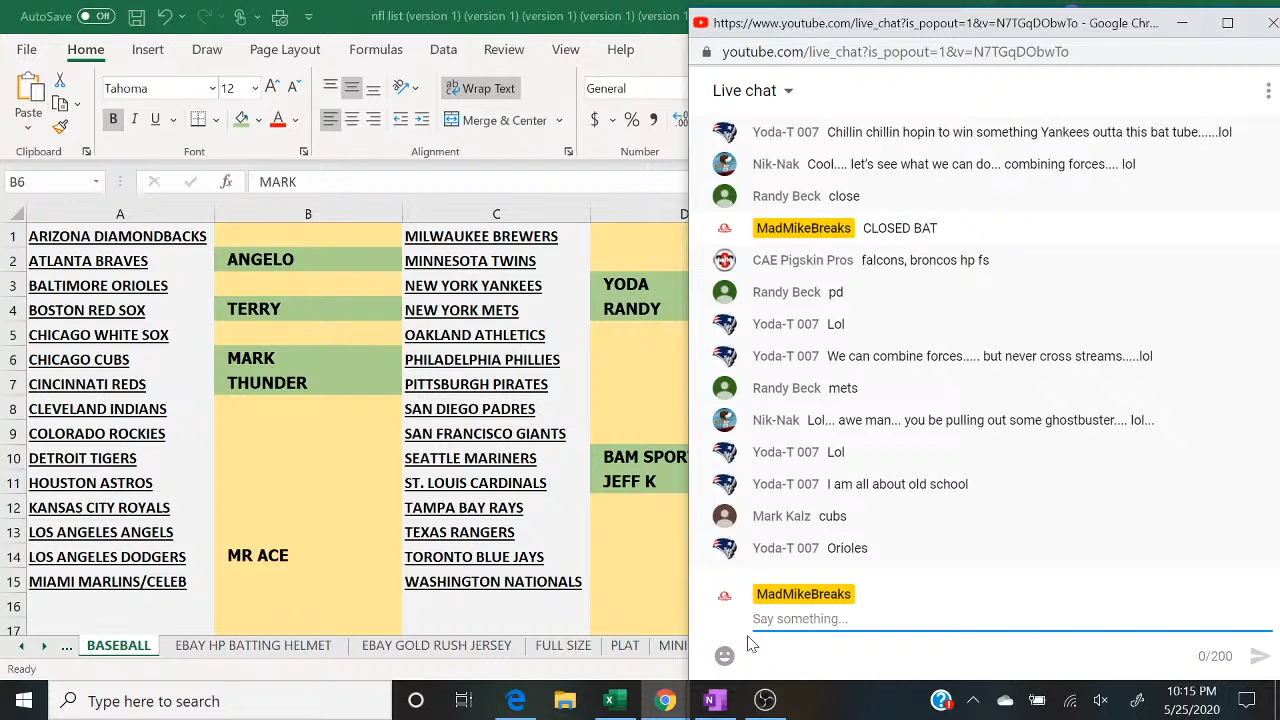 AutoSave Off nfl list (version 1) (version 1) (version 1)
https://www.youtube.com/live_chat?is_popout=1&v=N7TGqDObwTo - Google Chr...
youtube.com/live_chat?is_popout=1&v=N7TGqDObwTo
File Home Insert Draw Page Layout Formulas Data Review View Help
Paste
Tahoma 12
B I U A
Wrap Text
Merge & Center
General
$ % 9
Clipboard Font Alignment Number
B6 fx MARK
A B C D
1 ARIZONA DIAMONDBACKS MILWAUKEE BREWERS
2 ATLANTA BRAVES ANGELO MINNESOTA TWINS
3 BALTIMORE ORIOLES NEW YORK YANKEES YODA
4 BOSTON RED SOX TERRY NEW YORK METS RANDY
5 CHICAGO WHITE SOX OAKLAND ATHLETICS
6 CHICAGO CUBS MARK PHILADELPHIA PHILLIES
7 CINCINNATI REDS THUNDER PITTSBURGH PIRATES
8 CLEVELAND INDIANS SAN DIEGO PADRES
9 COLORADO ROCKIES SAN FRANCISCO GIANTS
10 DETROIT TIGERS SEATTLE MARINERS BAM SPOR
11 HOUSTON ASTROS ST. LOUIS CARDINALS JEFF K
12 KANSAS CITY ROYALS TAMPA BAY RAYS
13 LOS ANGELES ANGELS TEXAS RANGERS
14 LOS ANGELES DODGERS MR ACE TORONTO BLUE JAYS
15 MIAMI MARLINS/CELEB WASHINGTON NATIONALS
16
17
... BASEBALL EBAY HP BATTING HELMET EBAY GOLD RUSH JERSEY FULL SIZE PLAT MINI
Ready
Live chat
Yoda-T 007 Chillin chillin hopin to win something Yankees outta this bat tube......lol
Nik-Nak Cool.... let's see what we can do... combining forces.... lol
Randy Beck close
MadMikeBreaks CLOSED BAT
CAE Pigskin Pros falcons, broncos hp fs
Randy Beck pd
Yoda-T 007 Lol
Yoda-T 007 We can combine forces..... but never cross streams.....lol
Randy Beck mets
Nik-Nak Lol... awe man... you be pulling out some ghostbuster.... lol...
Yoda-T 007 Lol
Yoda-T 007 I am all about old school
Mark Kalz cubs
Yoda-T 007 Orioles
MadMikeBreaks
Say something...
0/200
Type here to search
10:15 PM
5/25/2020